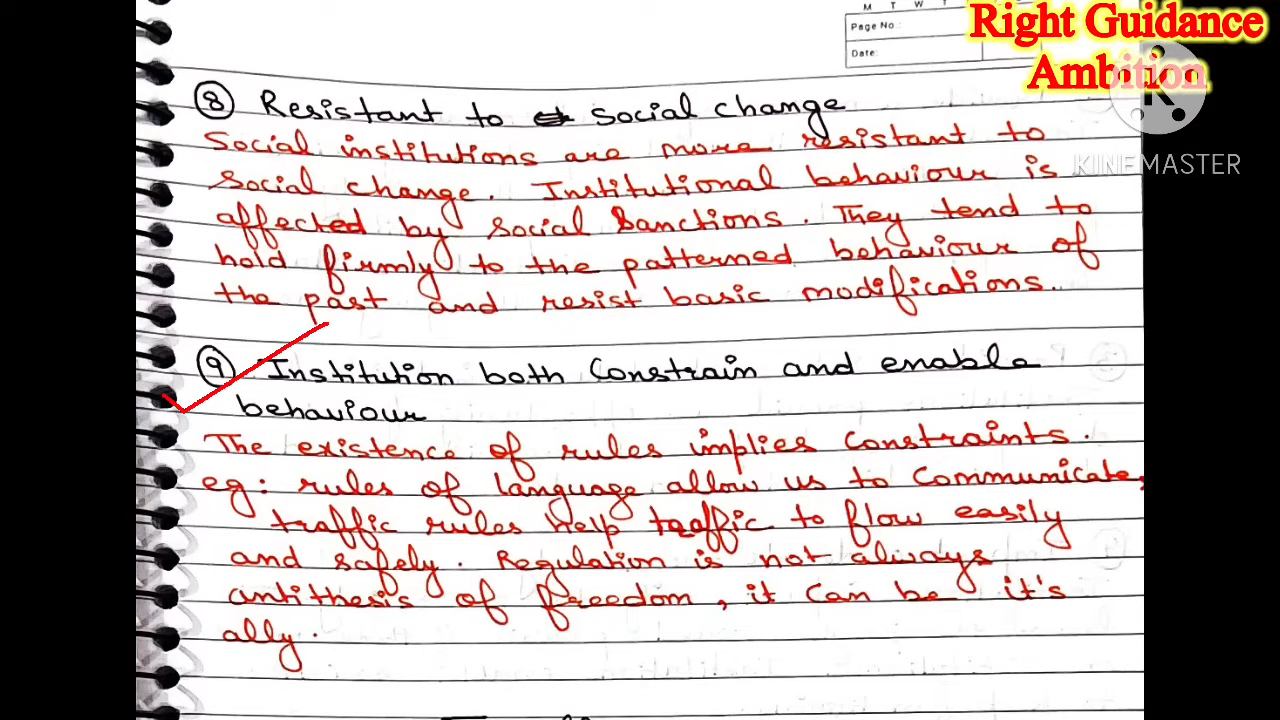 M T W T
Page No.:
Date:
Right Guidance
Ambition
KINEMASTER
8 Resistant to social change
Social institutions are more resistant to
social change. Institutional behaviour is
affected by social sanctions. They tend to
hold firmly to the patterned behaviour of
the past and resist basic modifications.
9 Institution both Constrain and enable
behaviour
The existence of rules implies constraints.
eg: rules of language allow us to communicate,
traffic rules help traffic to flow easily
and safely. Regulation is not always
antithesis of freedom, it can be it's
ally.